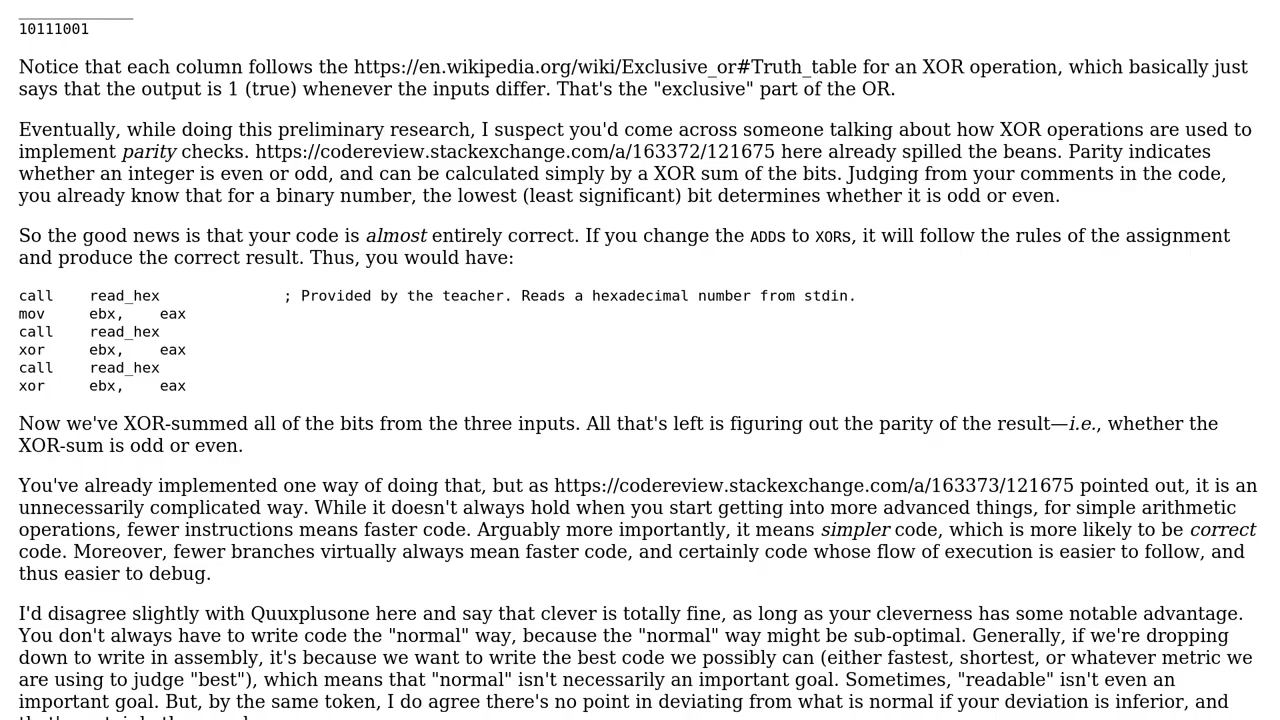 10111001
Notice that each column follows the https://en.wikipedia.org/wiki/Exclusive_or#Truth_table for an XOR operation, which basically just
says that the output is 1 (true) whenever the inputs differ. That's the "exclusive" part of the OR.
Eventually, while doing this preliminary research, I suspect you'd come across someone talking about how XOR operations are used to
implement parity checks. https://codereview.stackexchange.com/a/163372/121675 here already spilled the beans. Parity indicates
whether an integer is even or odd, and can be calculated simply by a XOR sum of the bits. Judging from your comments in the code,
you already know that for a binary number, the lowest (least significant) bit determines whether it is odd or even.
So the good news is that your code is almost entirely correct. If you change the ADDs to XORs, it will follow the rules of the assignment
and produce the correct result. Thus, you would have:
call    read_hex              ; Provided by the teacher. Reads a hexadecimal number from stdin.
mov     ebx,    eax
call    read_hex
xor     ebx,    eax
call    read_hex
xor     ebx,    eax
Now we've XOR-summed all of the bits from the three inputs. All that's left is figuring out the parity of the result—i.e., whether the
XOR-sum is odd or even.
You've already implemented one way of doing that, but as https://codereview.stackexchange.com/a/163373/121675 pointed out, it is an
unnecessarily complicated way. While it doesn't always hold when you start getting into more advanced things, for simple arithmetic
operations, fewer instructions means faster code. Arguably more importantly, it means simpler code, which is more likely to be correct
code. Moreover, fewer branches virtually always mean faster code, and certainly code whose flow of execution is easier to follow, and
thus easier to debug.
I'd disagree slightly with Quuxplusone here and say that clever is totally fine, as long as your cleverness has some notable advantage.
You don't always have to write code the "normal" way, because the "normal" way might be sub-optimal. Generally, if we're dropping
down to write in assembly, it's because we want to write the best code we possibly can (either fastest, shortest, or whatever metric we
are using to judge "best"), which means that "normal" isn't necessarily an important goal. Sometimes, "readable" isn't even an
important goal. But, by the same token, I do agree there's no point in deviating from what is normal if your deviation is inferior, and